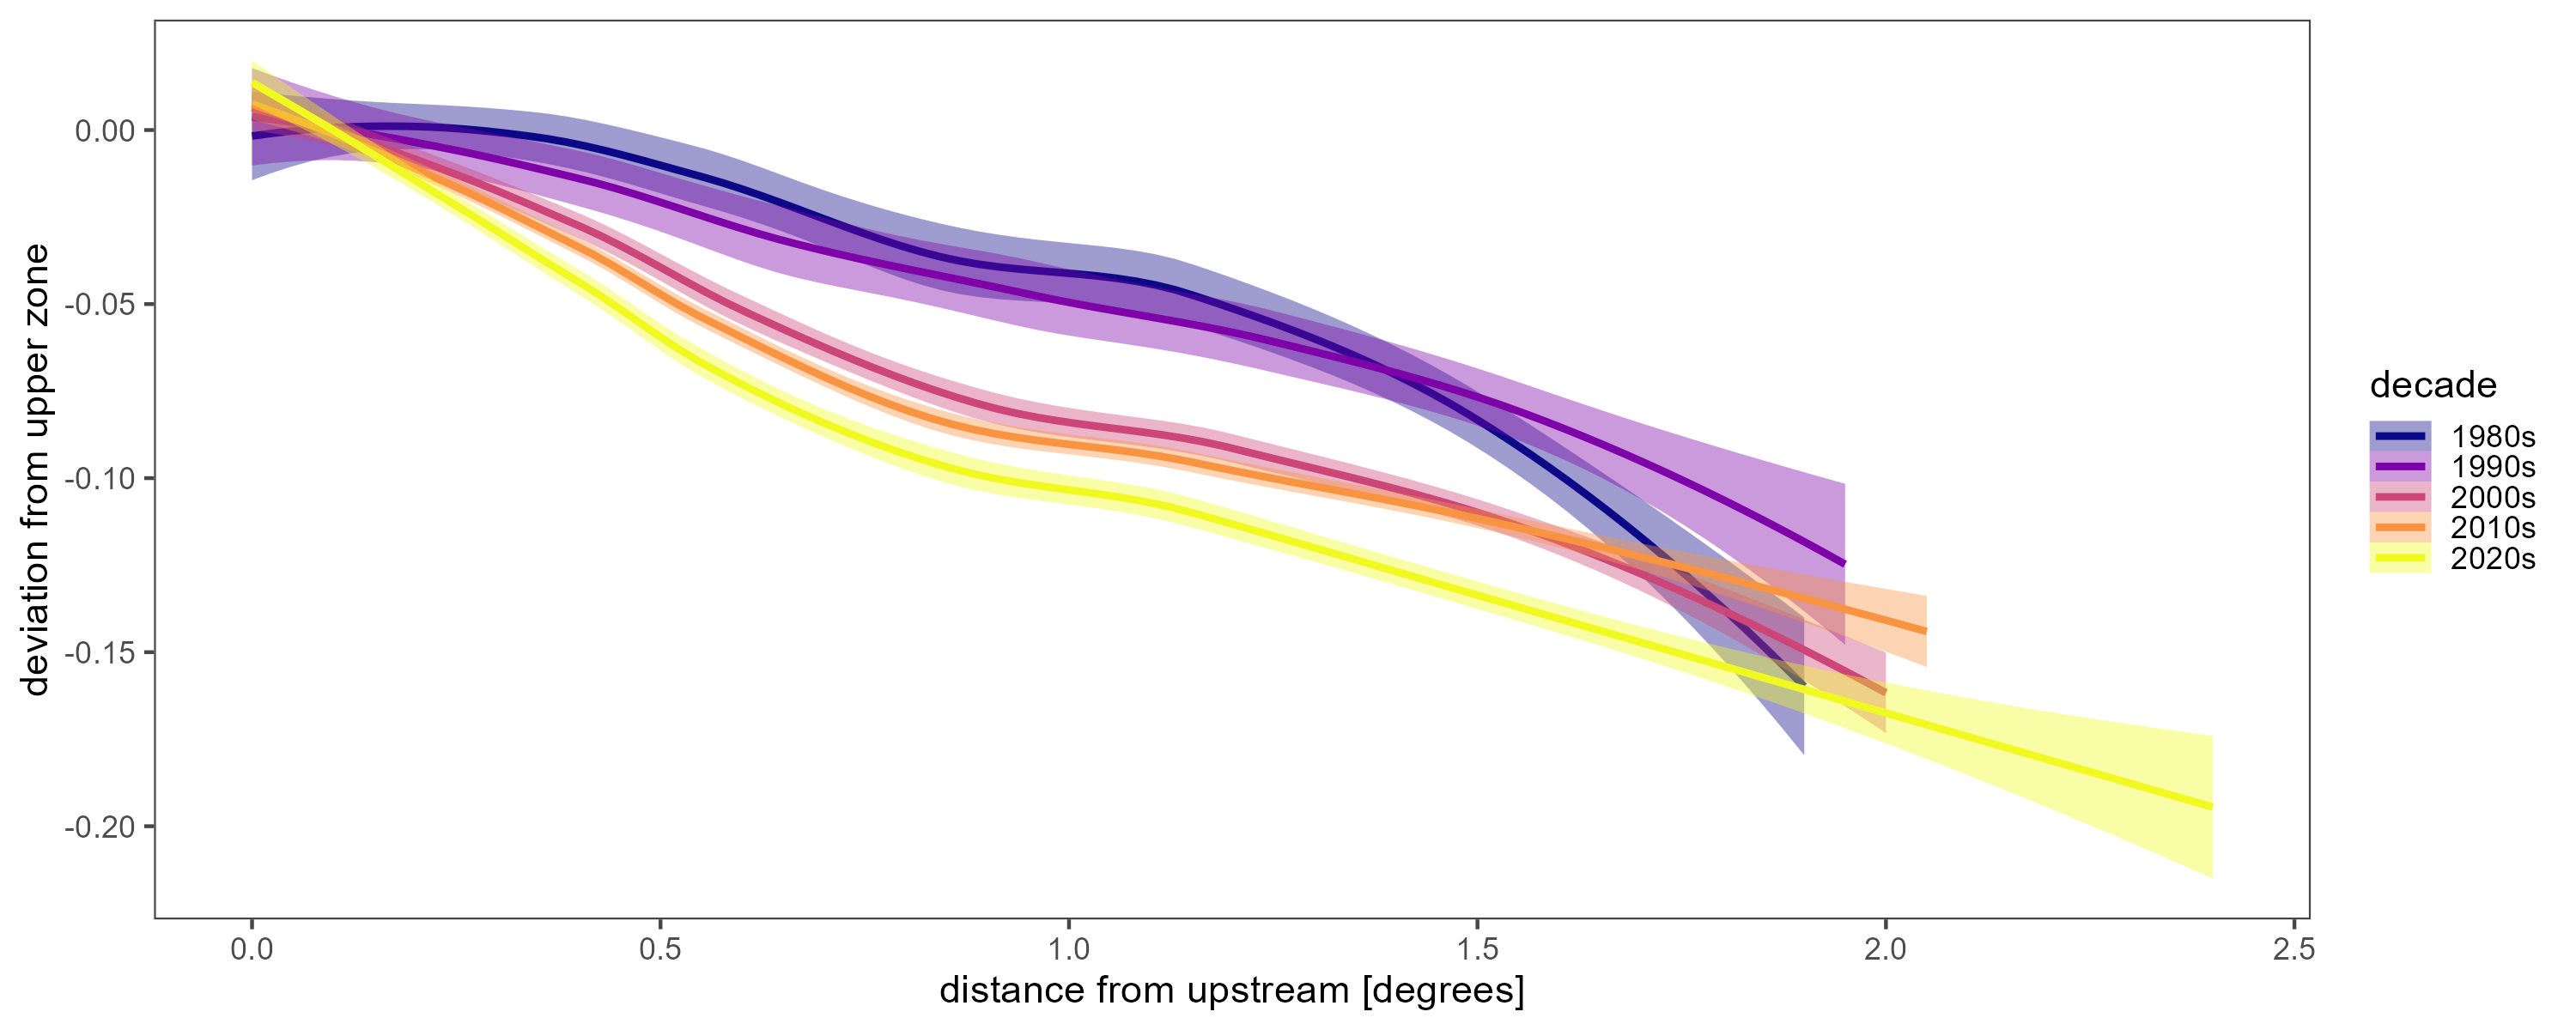 deviation from upper zone
0.00
-0.05
-0.10
-0.15
-0.20
0.0 0.5 1.0 1.5 2.0 2.5
distance from upstream [degrees]
decade
1980s
1990s
2000s
2010s
2020s